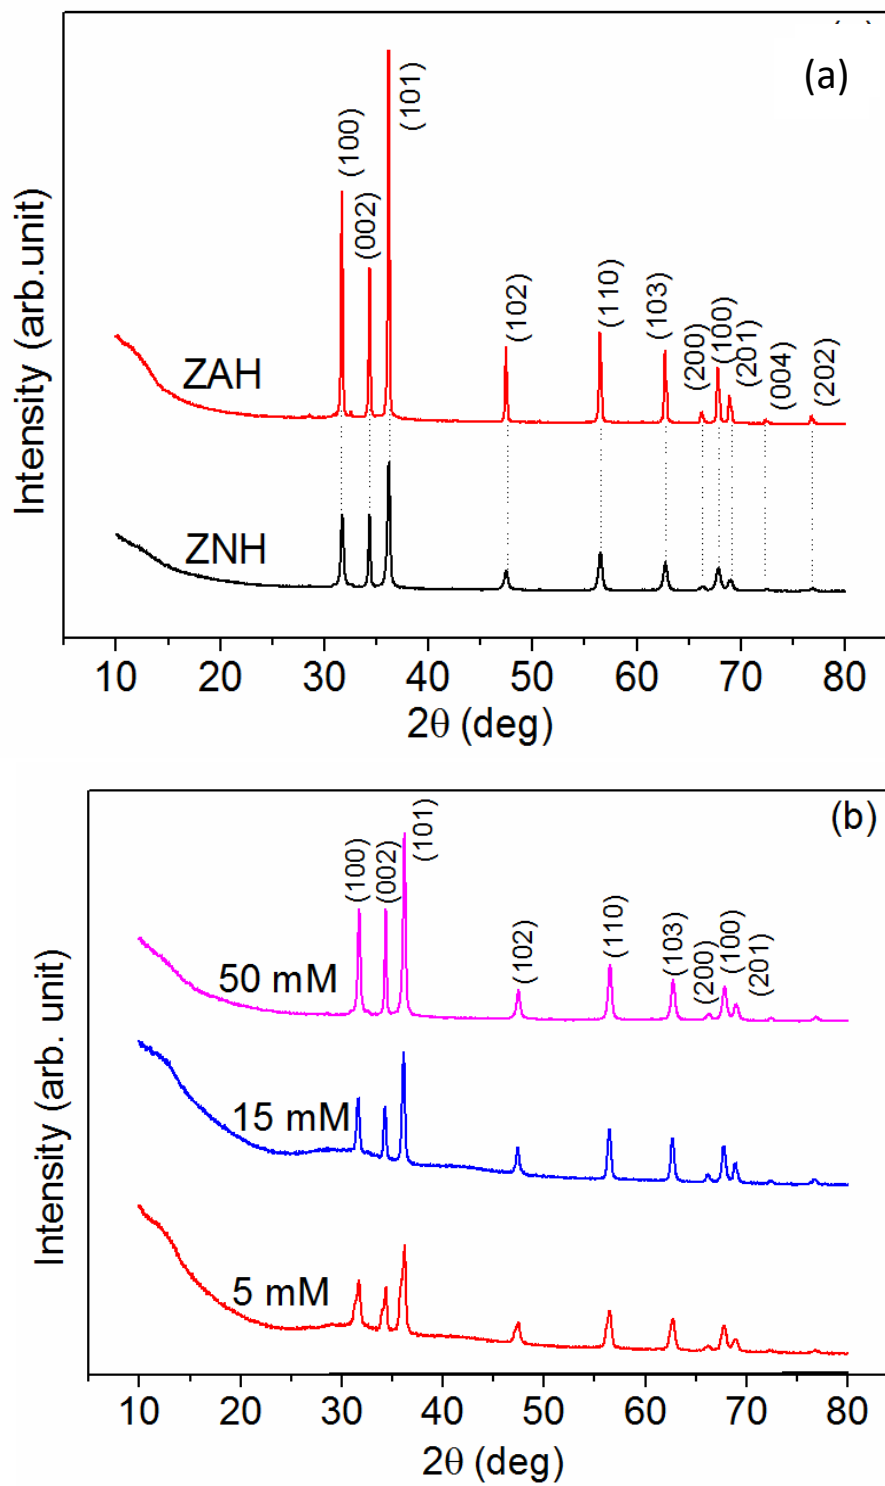 (a)
Intensity (arb.unit)
(100)
(002)
(101)
(102)
(110)
(103)
(200)
(100)
(201)
(004)
(202)
ZAH
ZNH
10 20 30 40 50 60 70 80
2θ (deg)
(b)
Intensity (arb. unit)
(100)
(002)
(101)
(102)
(110)
(103)
(200)
(100)
(201)
50 mM
15 mM
5 mM
10 20 30 40 50 60 70 80
2θ (deg)